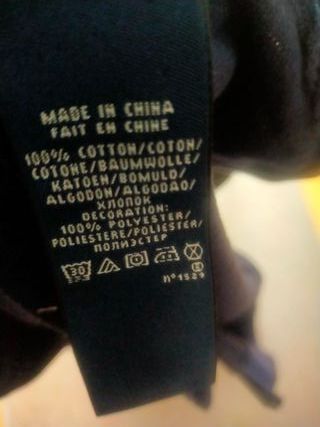 MADE IN CHINA
FAIT EN CHINE
100% COTTON/COTON/
COTONE/BAUMWOLLE/
KATOEN/BOMULD/
ALGODON/ALGODAO/
ХЛОПОК
DECORATION:
100% POLYESTER/
POLIESTERE/POLIESTER/
ПОЛИЭСТЕР
30